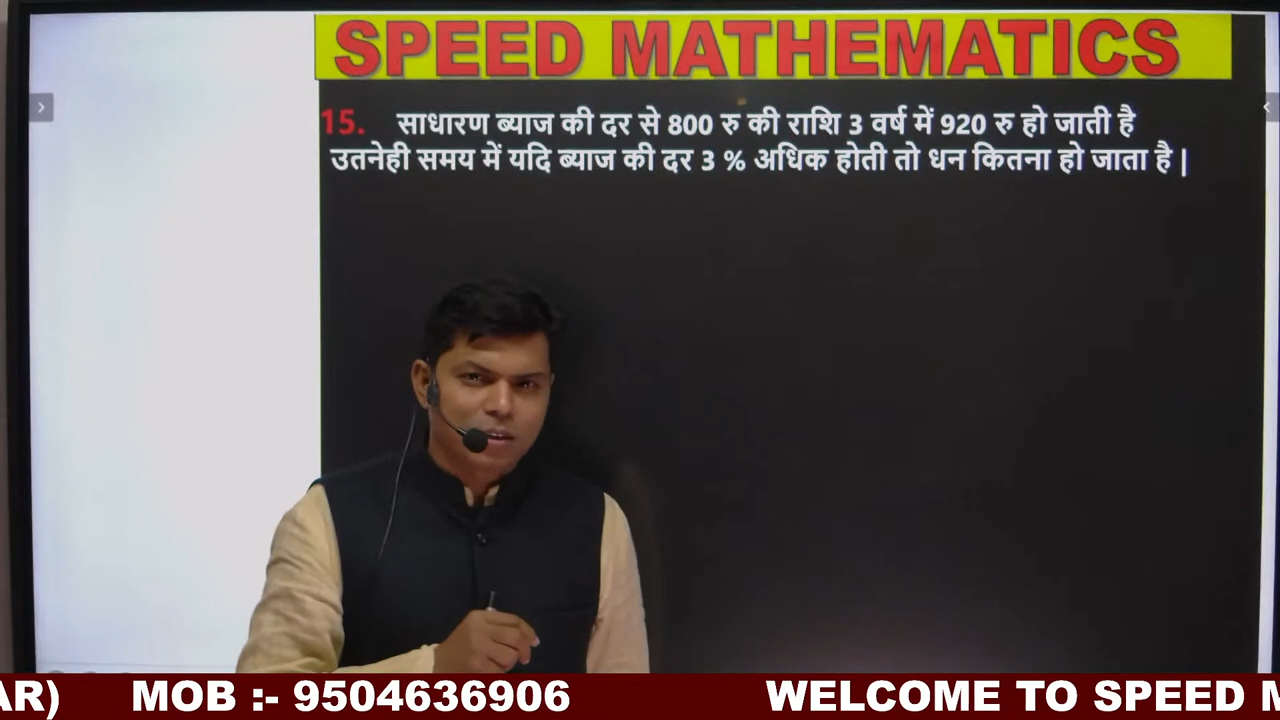 SPEED MATHEMATICS
15. साधारण ब्याज की दर से 800 रु की राशि 3 वर्ष में 920 रु हो जाती है
उतनेही समय में यदि ब्याज की दर 3 % अधिक होती तो धन कितना हो जाता है |
AR) MOB :- 9504636906 WELCOME TO SPEED M